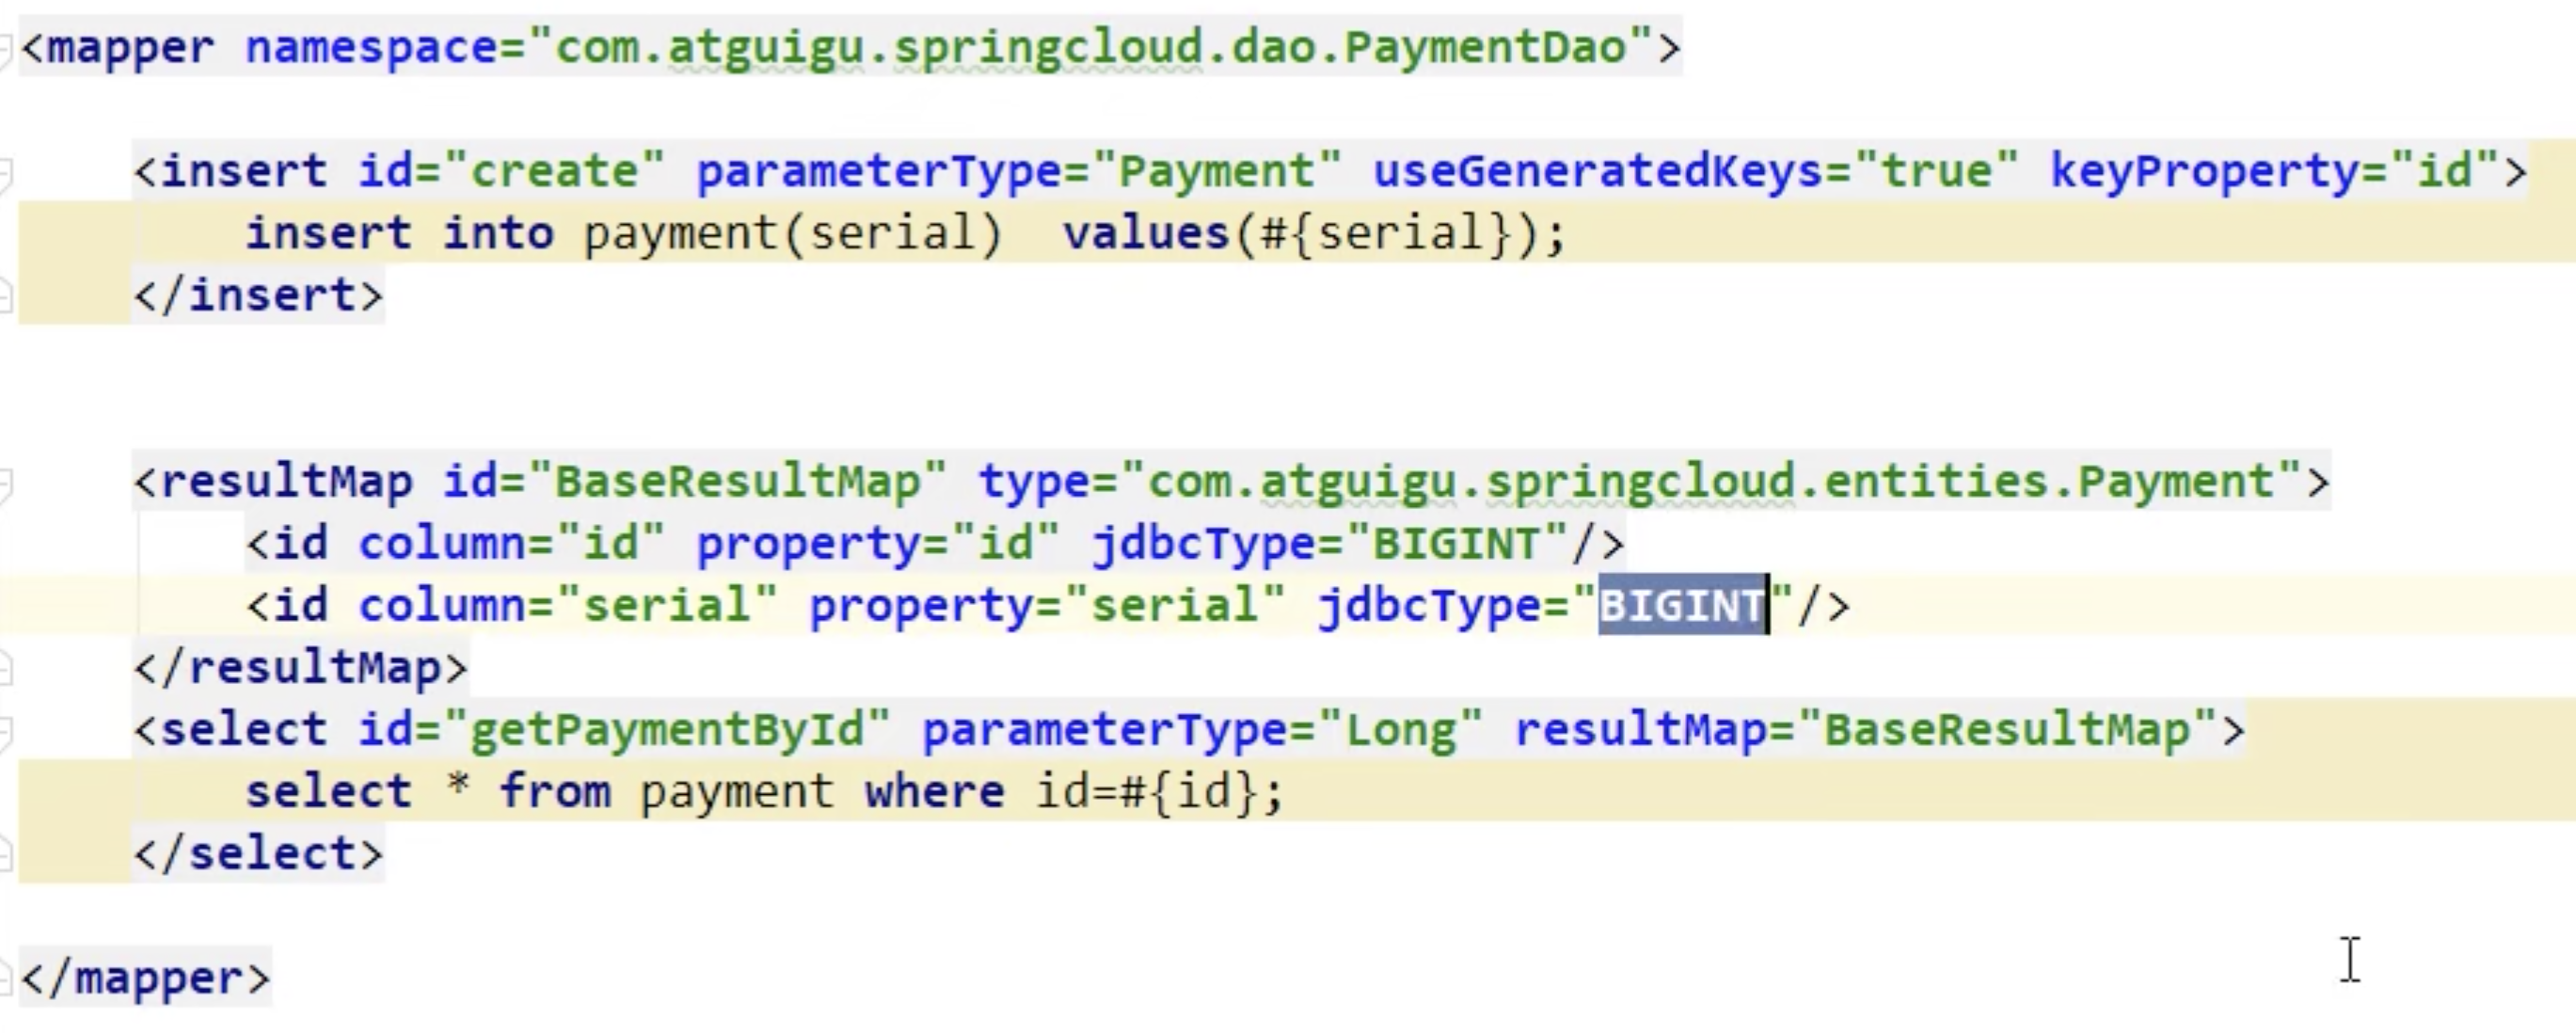 <mapper namespace="com.atguigu.springcloud.dao.PaymentDao">
<insert id="create" parameterType="Payment" useGeneratedKeys="true" keyProperty="id">
insert into payment(serial)  values(#{serial});
</insert>
<resultMap id="BaseResultMap" type="com.atguigu.springcloud.entities.Payment">
<id column="id" property="id" jdbcType="BIGINT"/>
<id column="serial" property="serial" jdbcType="BIGINT"/>
</resultMap>
<select id="getPaymentById" parameterType="Long" resultMap="BaseResultMap">
select * from payment where id=#{id};
</select>
</mapper>